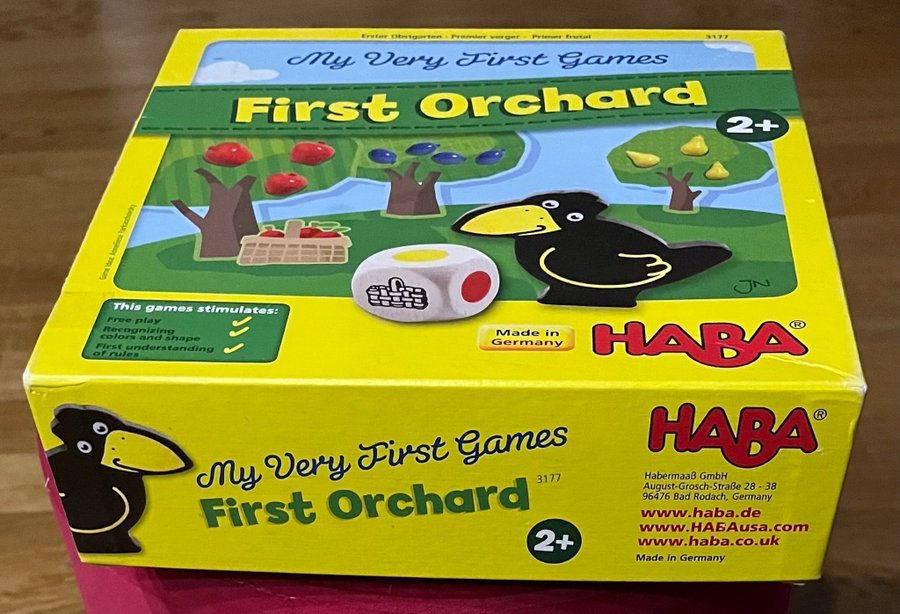 Erster Obstgarten · Premier verger · Primer frutal
3177
My Very First Games
First Orchard
2+
JN
This games stimulates:
Free play
Recognizing
colors and shape
First understanding
of rules
Made in
Germany
HABA®
My Very First Games
First Orchard
3177
2+
HABA®
Habermaaß GmbH
August-Grosch-Straße 28 - 38
96476 Bad Rodach, Germany
www.haba.de
www.HABAusa.com
www.haba.co.uk
Made in Germany